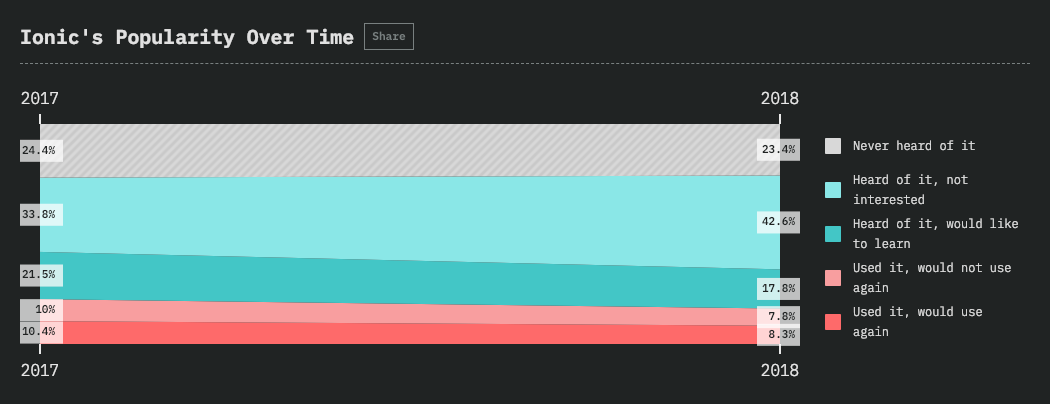 Ionic's Popularity Over Time Share
2017 2018
24.4% 23.4%
33.8% 42.6%
21.5% 17.8%
10% 7.8%
10.4% 8.3%
2017 2018
Never heard of it
Heard of it, not
interested
Heard of it, would like
to learn
Used it, would not use
again
Used it, would use
again